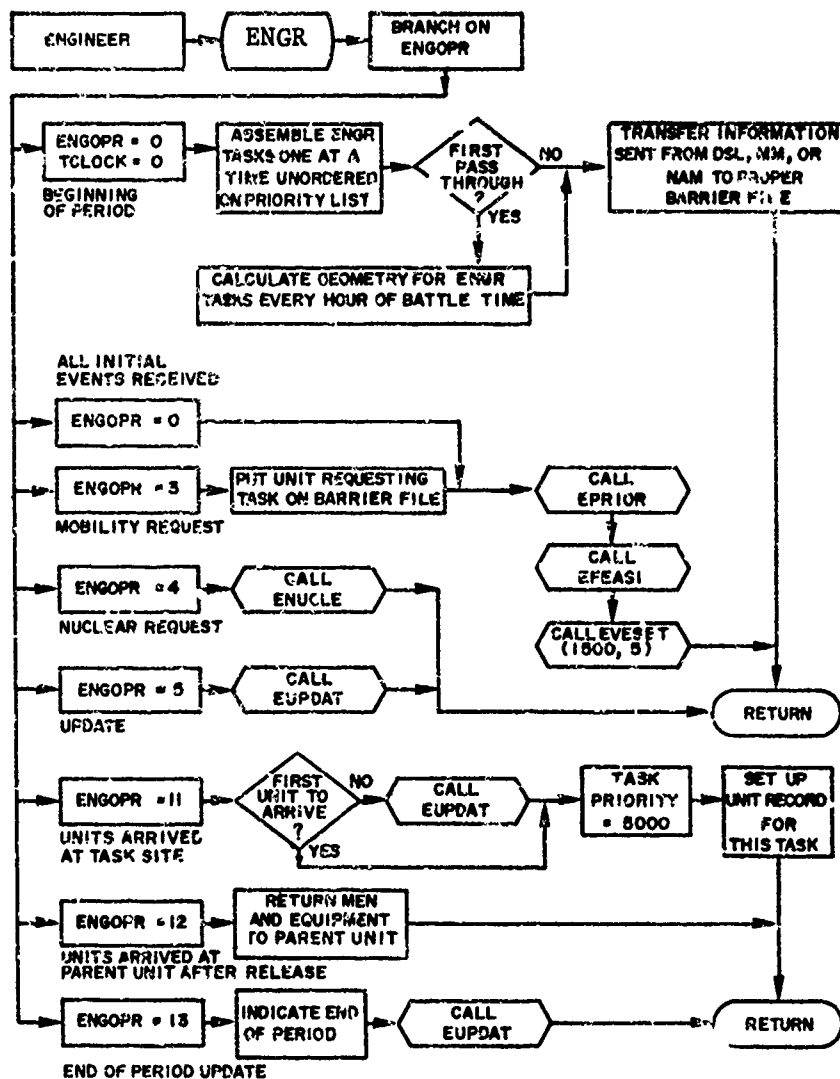 ENGINEER
ENGR
BRANCH ON
ENGOPR
ENGOPR = 0
TCLOCK = 0
BEGINNING
OF PERIOD
ASSEMBLE ENGR
TASKS ONE AT A
TIME UNORDERED
ON PRIORITY LIST
FIRST
PASS
THROUGH
?
NO
YES
TRANSFER INFORMATION
SENT FROM DSL, MM, OR
NAM TO PROPER
BARRIER FILE
CALCULATE GEOMETRY FOR ENGR
TASKS EVERY HOUR OF BATTLE TIME
ALL INITIAL
EVENTS RECEIVED
ENGOPR = 0
ENGOPR = 3
MOBILITY REQUEST
PUT UNIT REQUESTING
TASK ON BARRIER FILE
CALL
EPRIOR
CALL
EFEASI
CALL EVESET
(1500, 5)
ENGOPR = 4
NUCLEAR REQUEST
CALL
ENUCLE
ENGOPR = 5
UPDATE
CALL
EUPDAT
RETURN
ENGOPR = 11
UNITS ARRIVED
AT TASK SITE
FIRST
UNIT TO
ARRIVE
?
NO
YES
CALL
EUPDAT
TASK
PRIORITY
= 5000
SET UP
UNIT RECORD
FOR
THIS TASK
ENGOPR = 12
UNITS ARRIVED AT
PARENT UNIT AFTER RELEASE
RETURN MEN
AND EQUIPMENT
TO PARENT UNIT
ENGOPR = 13
END OF PERIOD UPDATE
INDICATE END
OF PERIOD
CALL
EUPDAT
RETURN